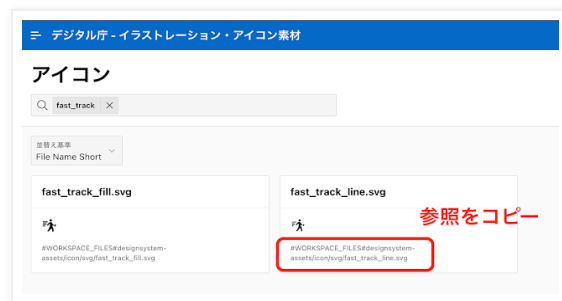 デジタル庁 - イラストレーション・アイコン素材
アイコン
fast_track
並替え基準
File Name Short
fast_track_fill.svg
fast_track_line.svg
参照をコピー
#WORKSPACE_FILES#designsystem-
assets/icon/svg/fast_track_fill.svg
#WORKSPACE_FILES#designsystem-
assets/icon/svg/fast_track_line.svg